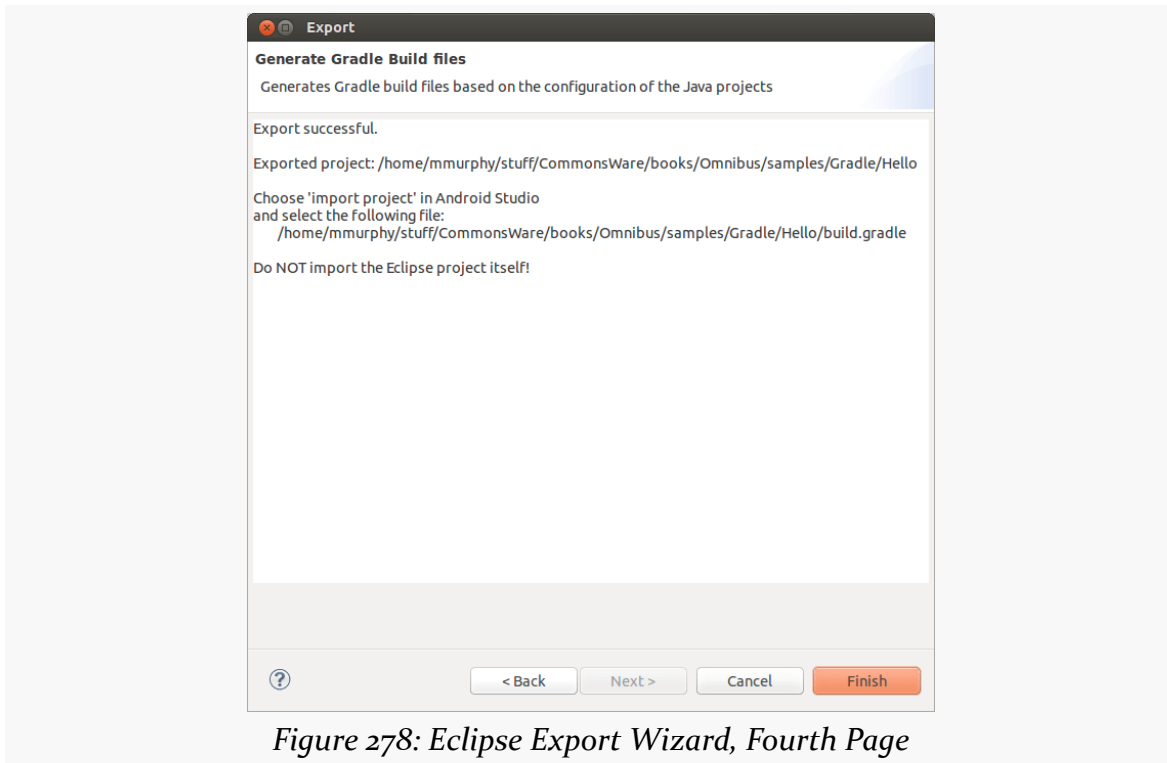 Export
Generate Gradle Build files
Generates Gradle build files based on the configuration of the Java projects
Export successful.
Exported project: /home/mmurphy/stuff/CommonsWare/books/Omnibus/samples/Gradle/Hello
Choose 'import project' in Android Studio
and select the following file:
/home/mmurphy/stuff/CommonsWare/books/Omnibus/samples/Gradle/Hello/build.gradle
Do NOT import the Eclipse project itself!
? < Back Next > Cancel Finish
Figure 278: Eclipse Export Wizard, Fourth Page